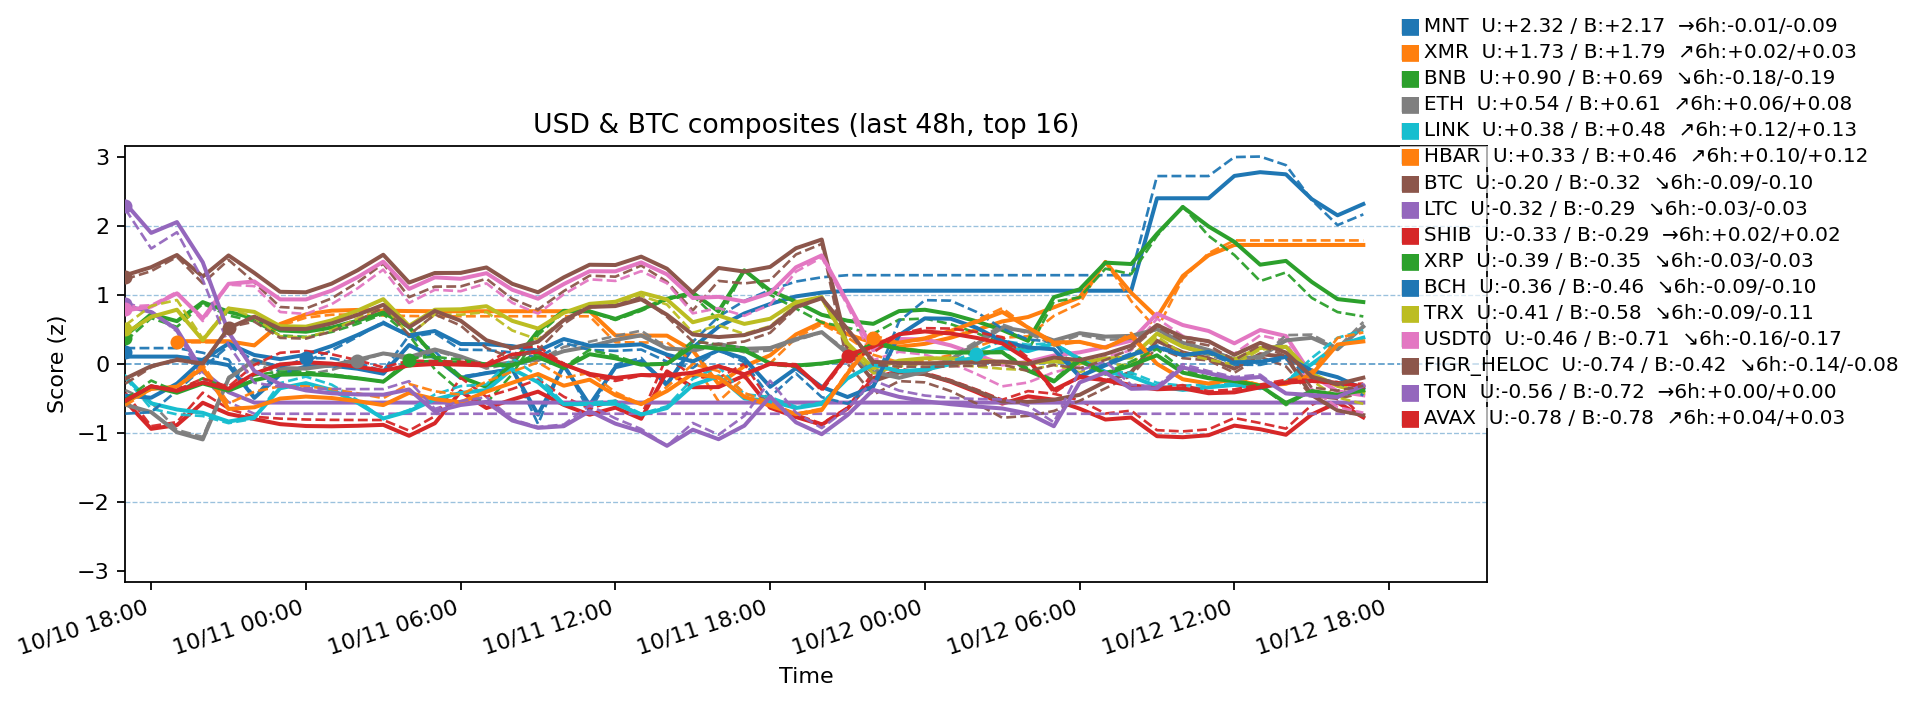 MNT U:+2.32 / B:+2.17 →6h:-0.01/-0.09
XMR U:+1.73 / B:+1.79 ↗6h:+0.02/+0.03
BNB U:+0.90 / B:+0.69 ↘6h:-0.18/-0.19
ETH U:+0.54 / B:+0.61 ↗6h:+0.06/+0.08
LINK U:+0.38 / B:+0.48 ↗6h:+0.12/+0.13
HBAR U:+0.33 / B:+0.46 ↗6h:+0.10/+0.12
BTC U:-0.20 / B:-0.32 ↘6h:-0.09/-0.10
LTC U:-0.32 / B:-0.29 ↘6h:-0.03/-0.03
SHIB U:-0.33 / B:-0.29 →6h:+0.02/+0.02
XRP U:-0.39 / B:-0.35 ↘6h:-0.03/-0.03
BCH U:-0.36 / B:-0.46 ↘6h:-0.09/-0.10
TRX U:-0.41 / B:-0.58 ↘6h:-0.09/-0.11
USDT0 U:-0.46 / B:-0.71 ↘6h:-0.16/-0.17
FIGR_HELOC U:-0.74 / B:-0.42 ↘6h:-0.14/-0.08
TON U:-0.56 / B:-0.72 →6h:+0.00/+0.00
AVAX U:-0.78 / B:-0.78 ↗6h:+0.04/+0.03
USD & BTC composites (last 48h, top 16)
Score (z)
3
2
1
0
−1
−2
−3
10/10 18:00
10/11 00:00
10/11 06:00
10/11 12:00
10/11 18:00
10/12 00:00
10/12 06:00
10/12 12:00
10/12 18:00
Time